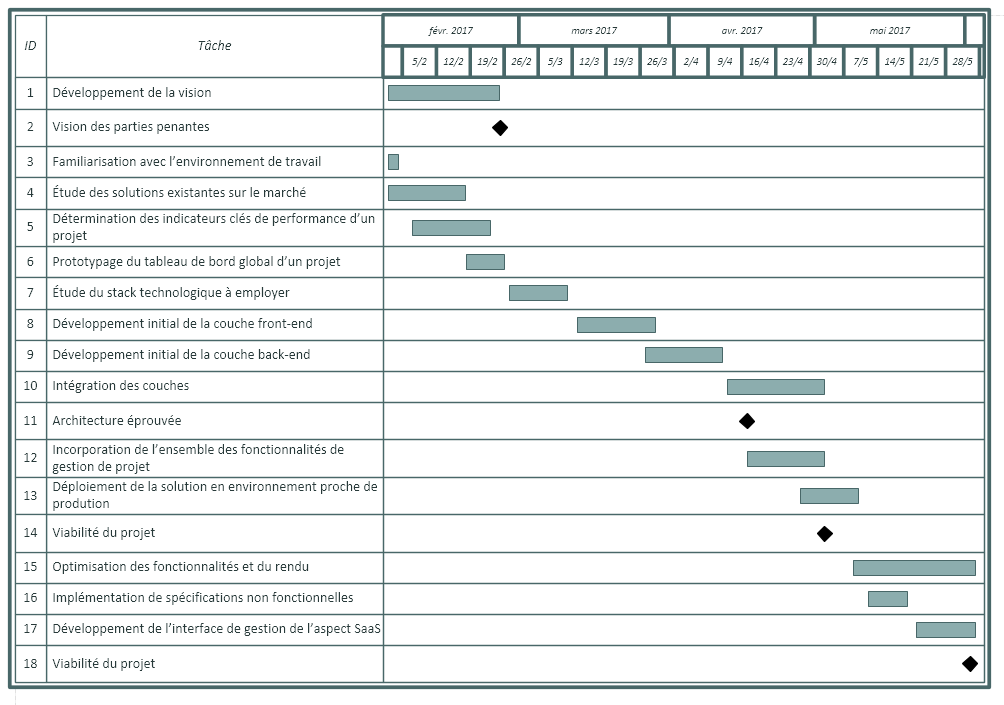 ID
Tâche
févr. 2017
mars 2017
avr. 2017
mai 2017
5/2 12/2 19/2 26/2 5/3 12/3 19/3 26/3 2/4 9/4 16/4 23/4 30/4 7/5 14/5 21/5 28/5
1 Développement de la vision
2 Vision des parties penantes
3 Familiarisation avec l’environnement de travail
4 Étude des solutions existantes sur le marché
5 Détermination des indicateurs clés de performance d’un
projet
6 Prototypage du tableau de bord global d’un projet
7 Étude du stack technologique à employer
8 Développement initial de la couche front-end
9 Développement initial de la couche back-end
10 Intégration des couches
11 Architecture éprouvée
12 Incorporation de l’ensemble des fonctionnalités de
gestion de projet
13 Déploiement de la solution en environnement proche de
prodution
14 Viabilité du projet
15 Optimisation des fonctionnalités et du rendu
16 Implémentation de spécifications non fonctionnelles
17 Développement de l’interface de gestion de l’aspect SaaS
18 Viabilité du projet